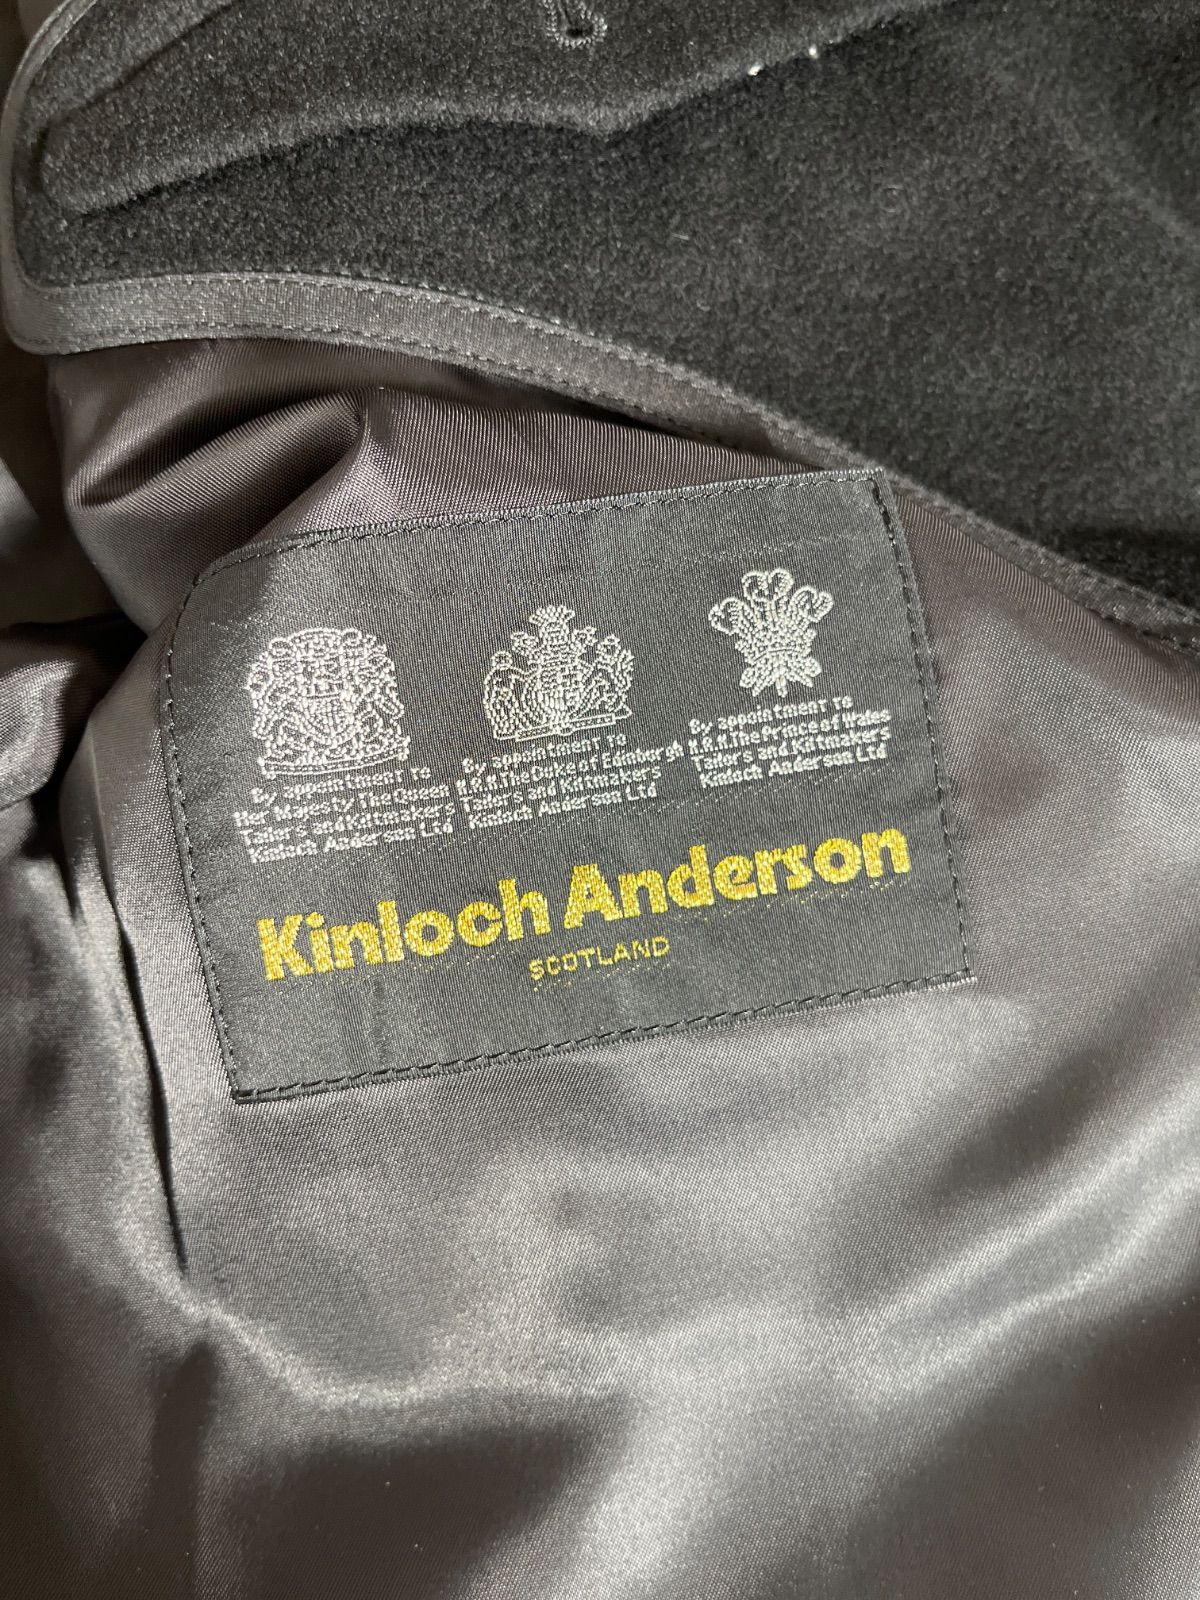 By appointment to
Her Majesty The Queen
Tailors and Kiltmakers
Kinloch Anderson Ltd
By appointment to
H.R.H. The Duke of Edinburgh
Tailors and Kiltmakers
Kinloch Anderson Ltd
By appointment to
H.R.H. The Prince of Wales
Tailors and Kiltmakers
Kinloch Anderson Ltd
Kinloch Anderson
SCOTLAND